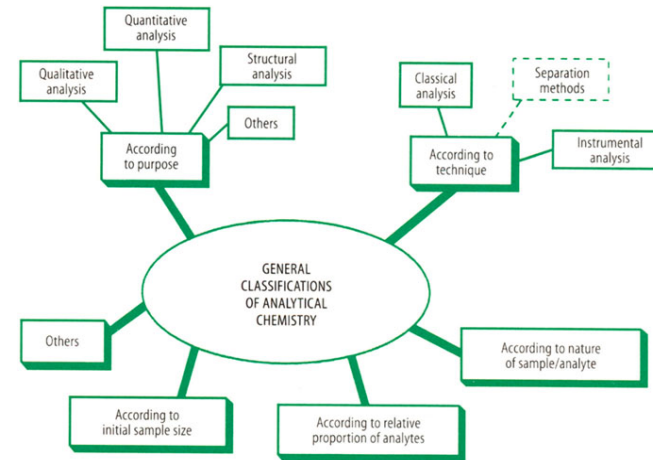 Quantitative
analysis
Qualitative
analysis
Structural
analysis
Others
According
to purpose
Classical
analysis
Separation
methods
According to
technique
Instrumental
analysis
GENERAL
CLASSIFICATIONS
OF ANALYTICAL
CHEMISTRY
Others
According to
initial sample size
According to relative
proportion of analytes
According to nature
of sample/analyte